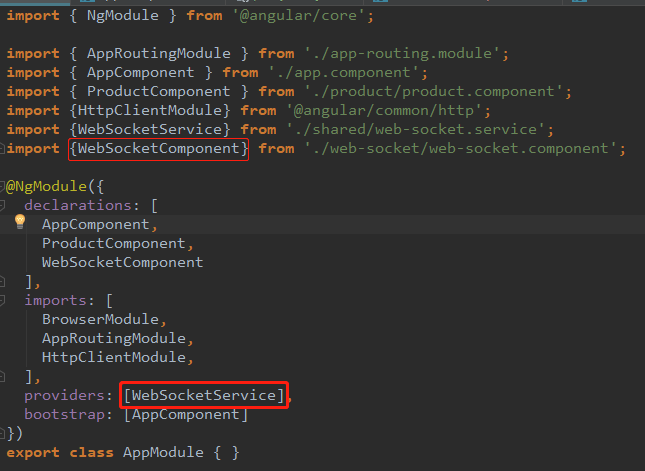 import { NgModule } from '@angular/core';
import { AppRoutingModule } from './app-routing.module';
import { AppComponent } from './app.component';
import { ProductComponent } from './product/product.component';
import {HttpClientModule} from '@angular/common/http';
import {WebSocketService} from './shared/web-socket.service';
import {WebSocketComponent} from './web-socket/web-socket.component';
@NgModule({
declarations: [
AppComponent,
ProductComponent,
WebSocketComponent
],
imports: [
BrowserModule,
AppRoutingModule,
HttpClientModule,
],
providers: [WebSocketService],
bootstrap: [AppComponent]
})
export class AppModule { }